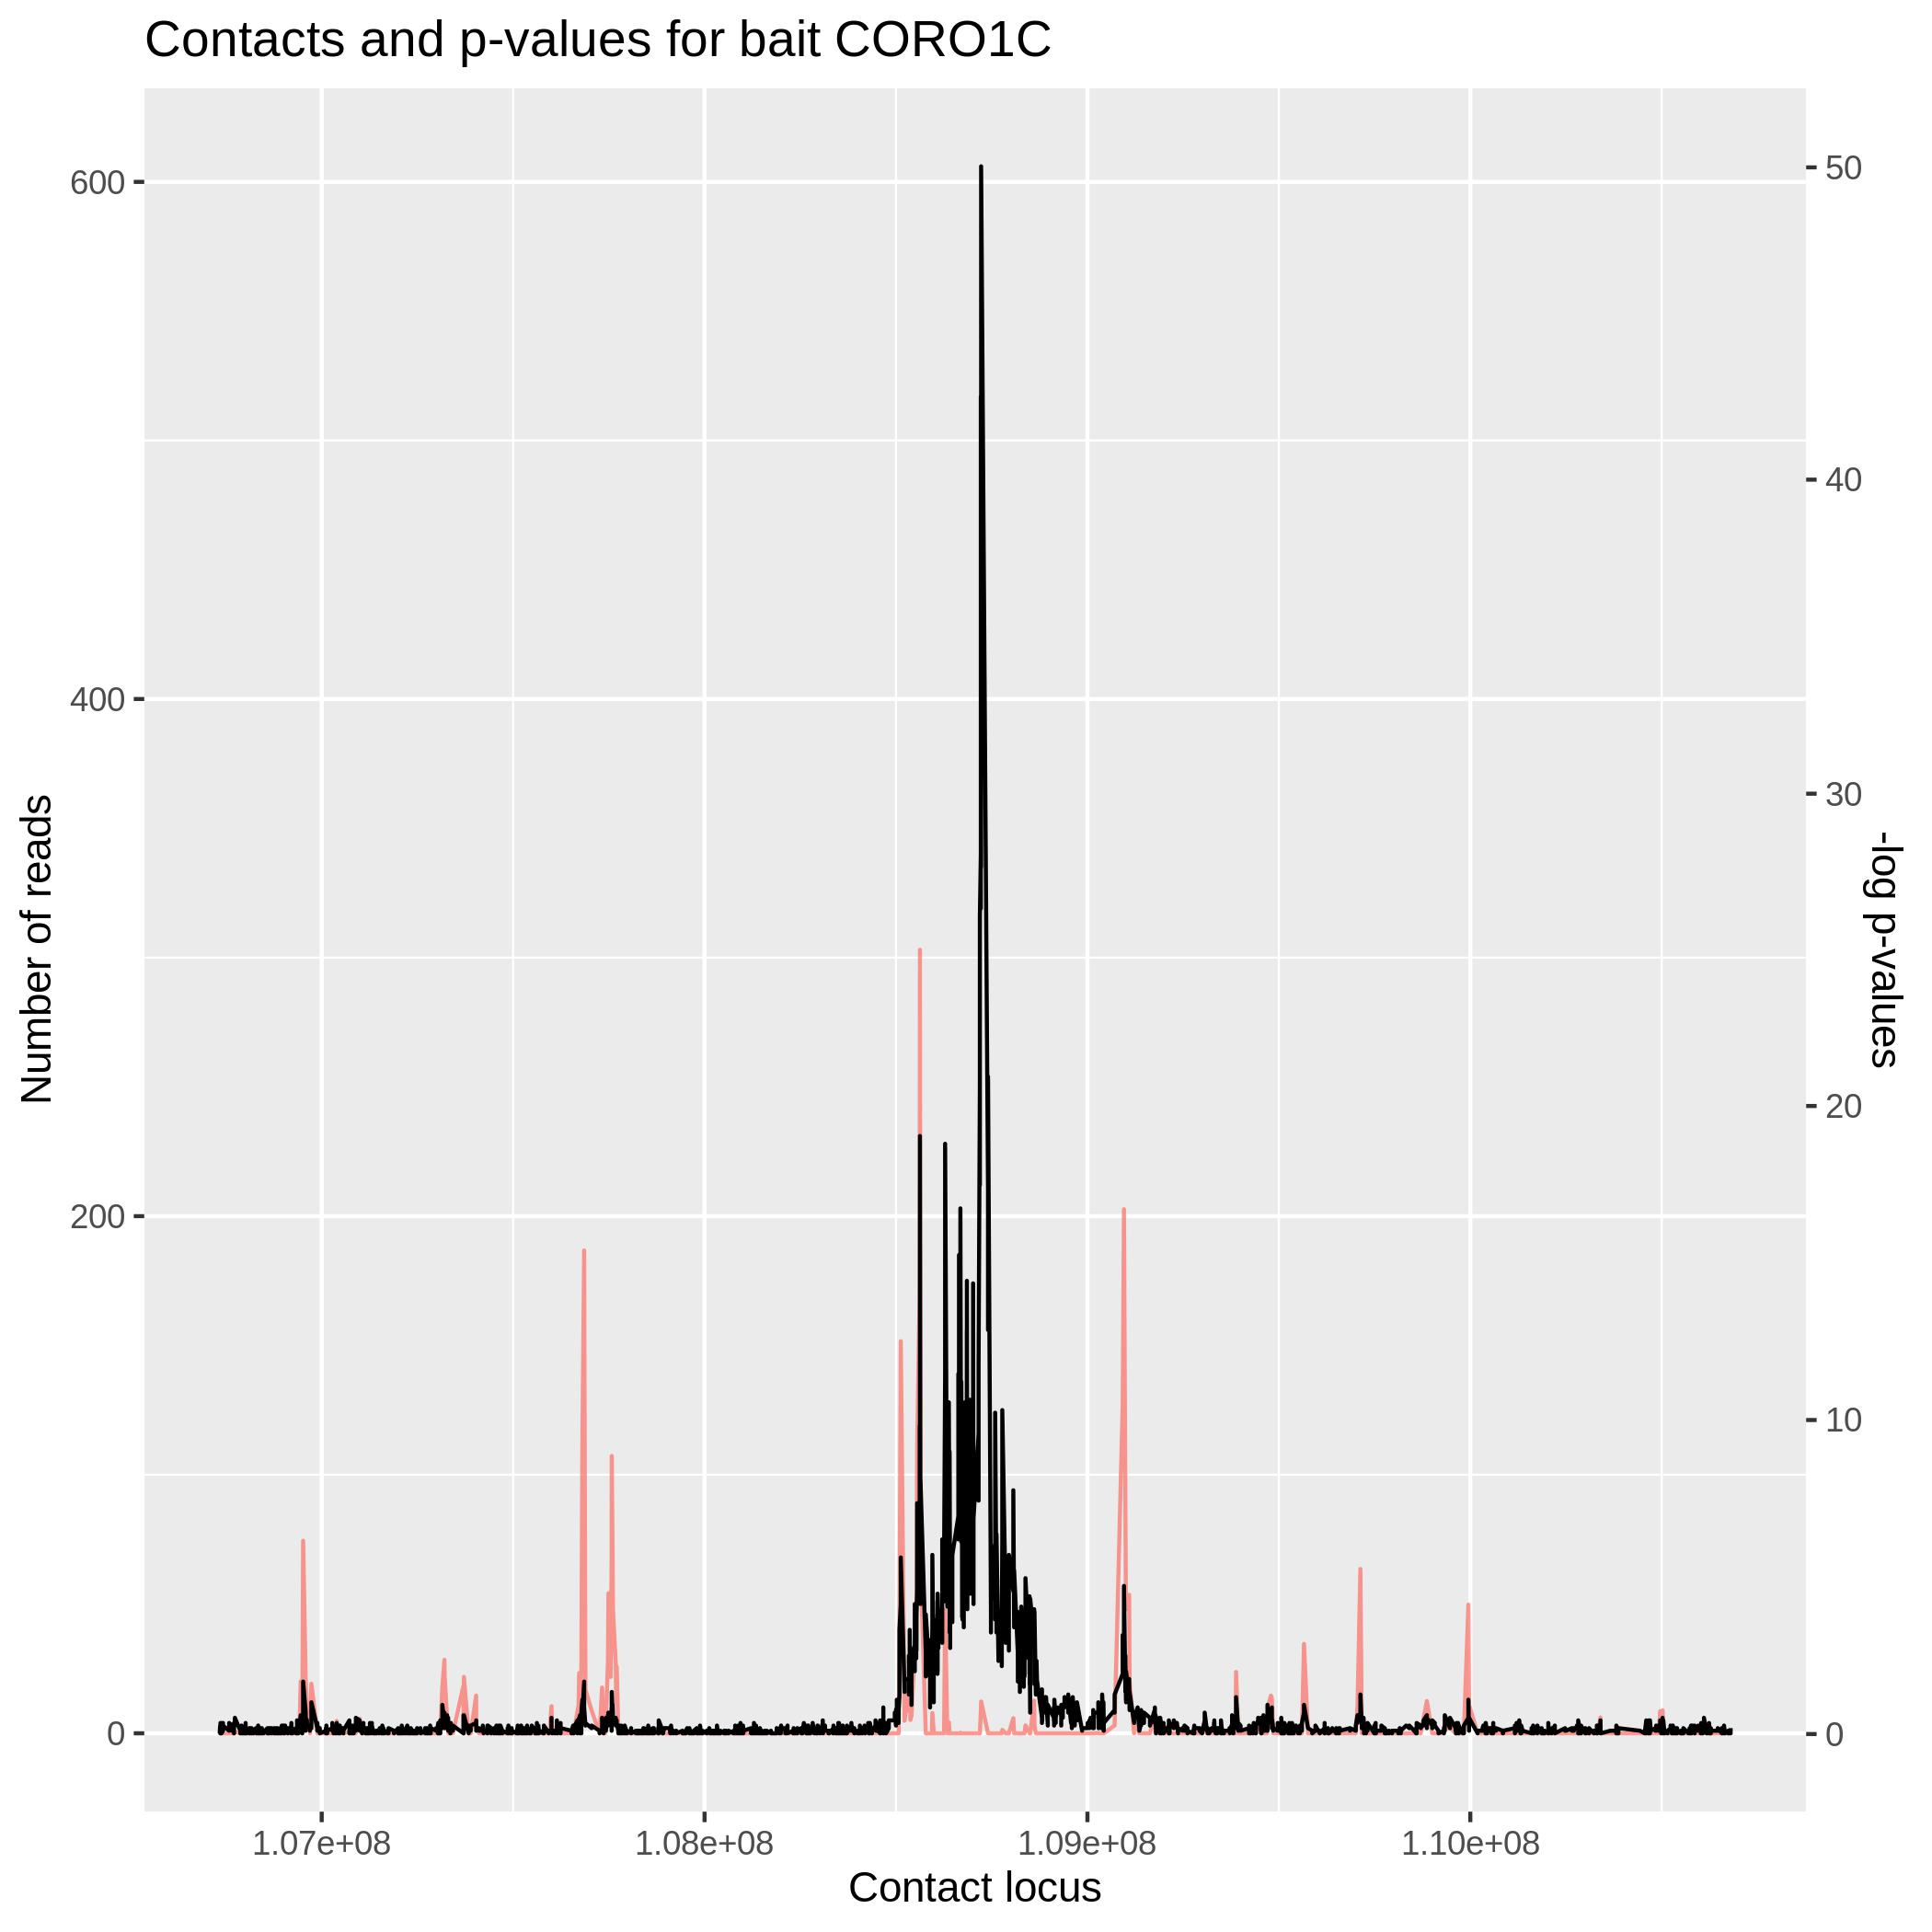 Contacts and p-values for bait CORO1C
600
400
200
0
Number of reads
50
40
30
20
10
0
-log p-values
1.07e+08
1.08e+08
1.09e+08
1.10e+08
Contact locus